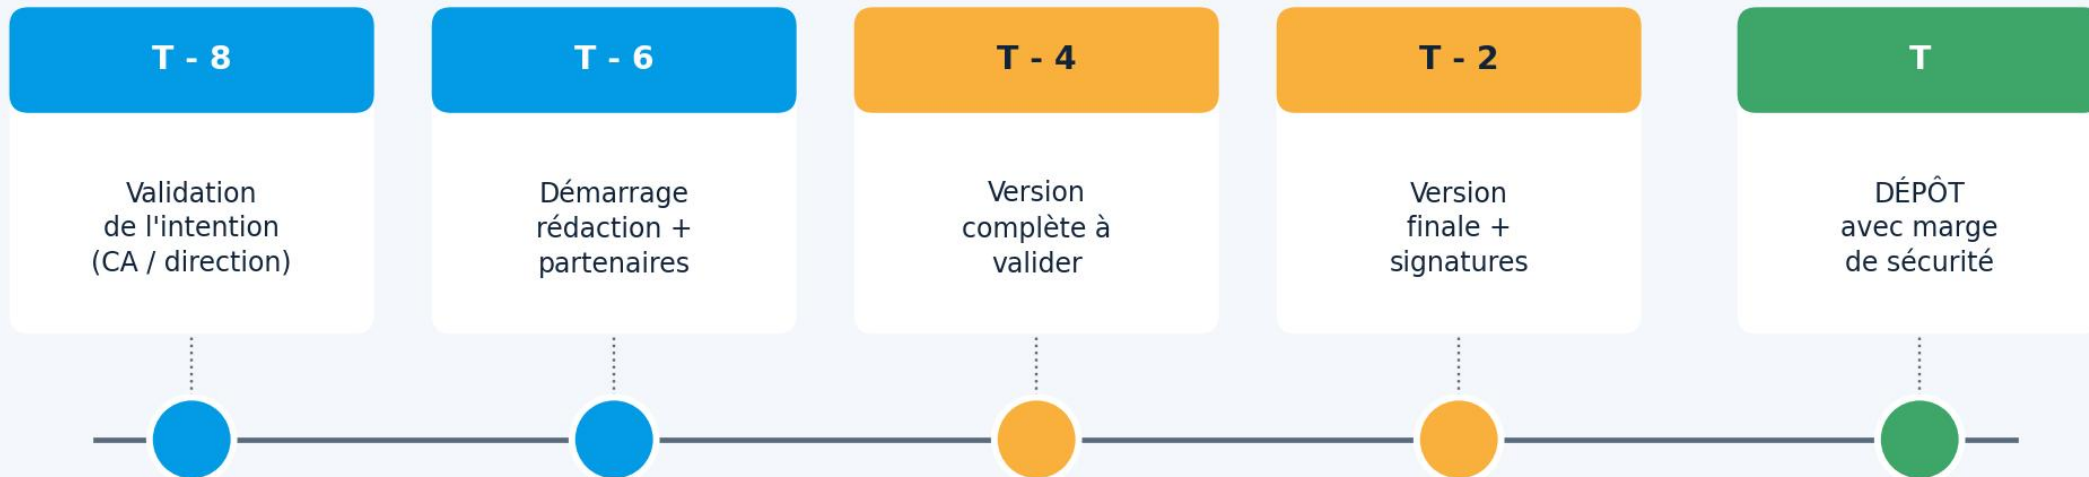 T - 8
Validation
de l'intention
(CA / direction)
T - 6
Démarrage
rédaction +
partenaires
T - 4
Version
complète à
valider
T - 2
Version
finale +
signatures
T
DÉPÔT
avec marge
de sécurité